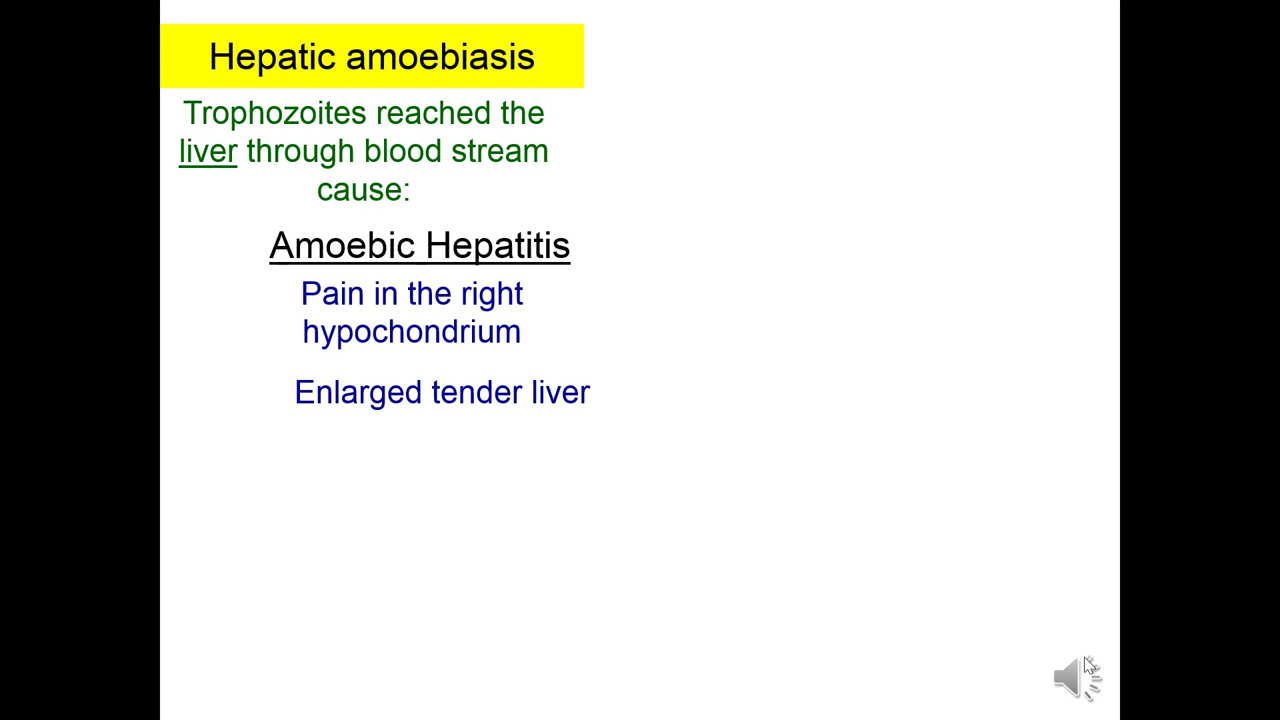 Hepatic amoebiasis
Trophozoites reached the
liver through blood stream
cause:
Amoebic Hepatitis
Pain in the right
hypochondrium
Enlarged tender liver